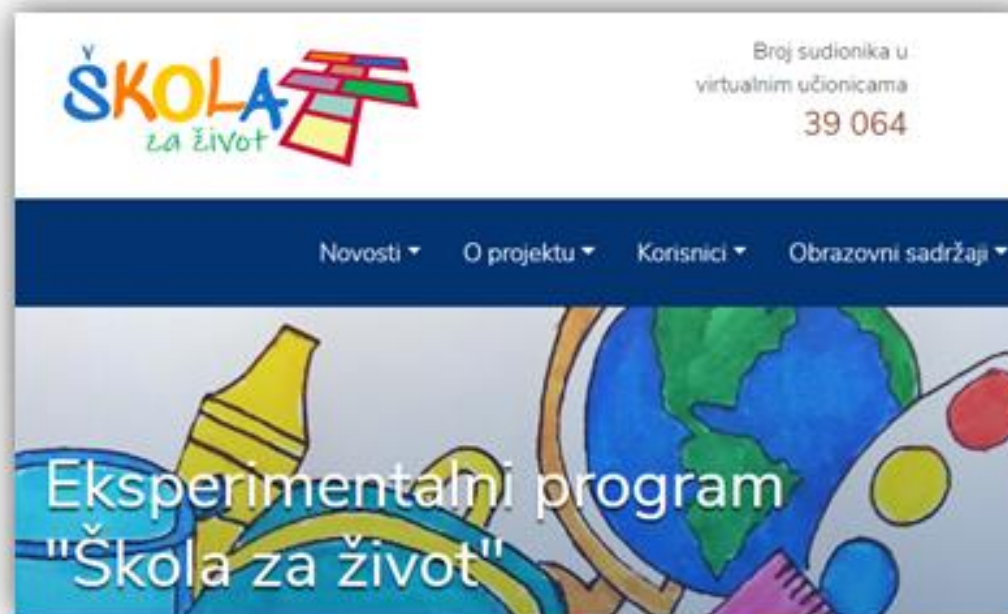 ŠKOLA
za život
Broj sudionika u
virtualnim učionicama
39 064
Novosti O projektu Korisnici Obrazovni sadržaji
Eksperimentalni program
"Škola za život"